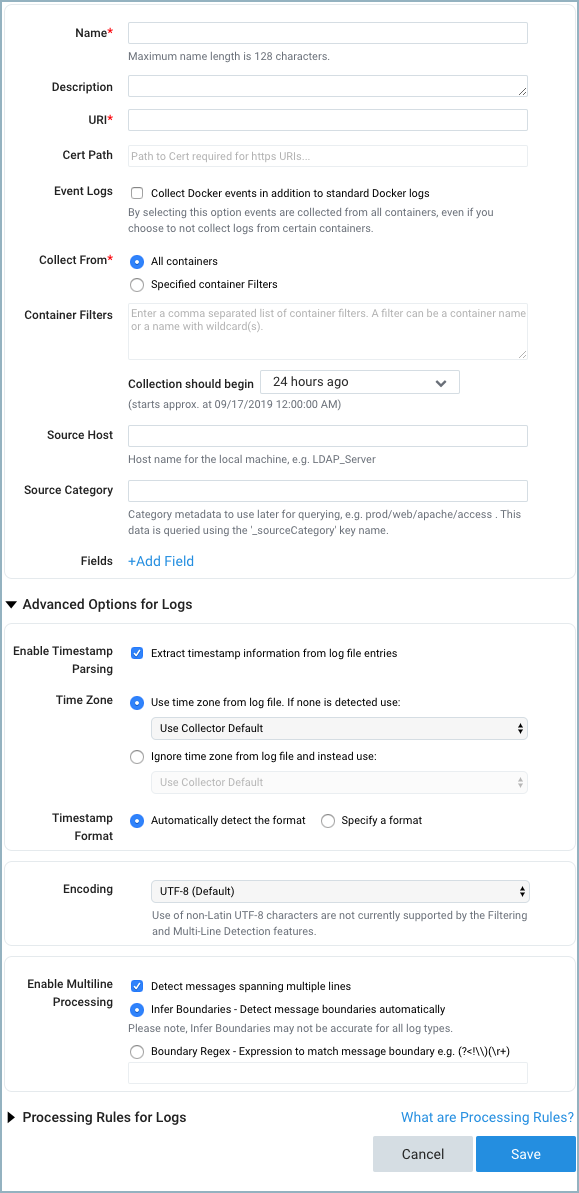 Name*
Maximum name length is 128 characters.
Description
URI*
Cert Path
Path to Cert required for https URIs...
Event Logs
Collect Docker events in addition to standard Docker logs
By selecting this option events are collected from all containers, even if you
choose to not collect logs from certain containers.
Collect From*
All containers
Specified container Filters
Container Filters
Enter a comma separated list of container filters. A filter can be a container name
or a name with wildcard(s).
Collection should begin 24 hours ago
(starts approx. at 09/17/2019 12:00:00 AM)
Source Host
Host name for the local machine, e.g. LDAP_Server
Source Category
Category metadata to use later for querying, e.g. prod/web/apache/access . This
data is queried using the '_sourceCategory' key name.
Fields
+Add Field
Advanced Options for Logs
Enable Timestamp
Parsing
Extract timestamp information from log file entries
Time Zone
Use time zone from log file. If none is detected use:
Use Collector Default
Ignore time zone from log file and instead use:
Use Collector Default
Timestamp
Format
Automatically detect the format
Specify a format
Encoding
UTF-8 (Default)
Use of non-Latin UTF-8 characters are not currently supported by the Filtering
and Multi-Line Detection features.
Enable Multiline
Processing
Detect messages spanning multiple lines
Infer Boundaries - Detect message boundaries automatically
Please note, Infer Boundaries may not be accurate for all log types.
Boundary Regex - Expression to match message boundary e.g. (?<!\\)(\r+)
Processing Rules for Logs
What are Processing Rules?
Cancel
Save